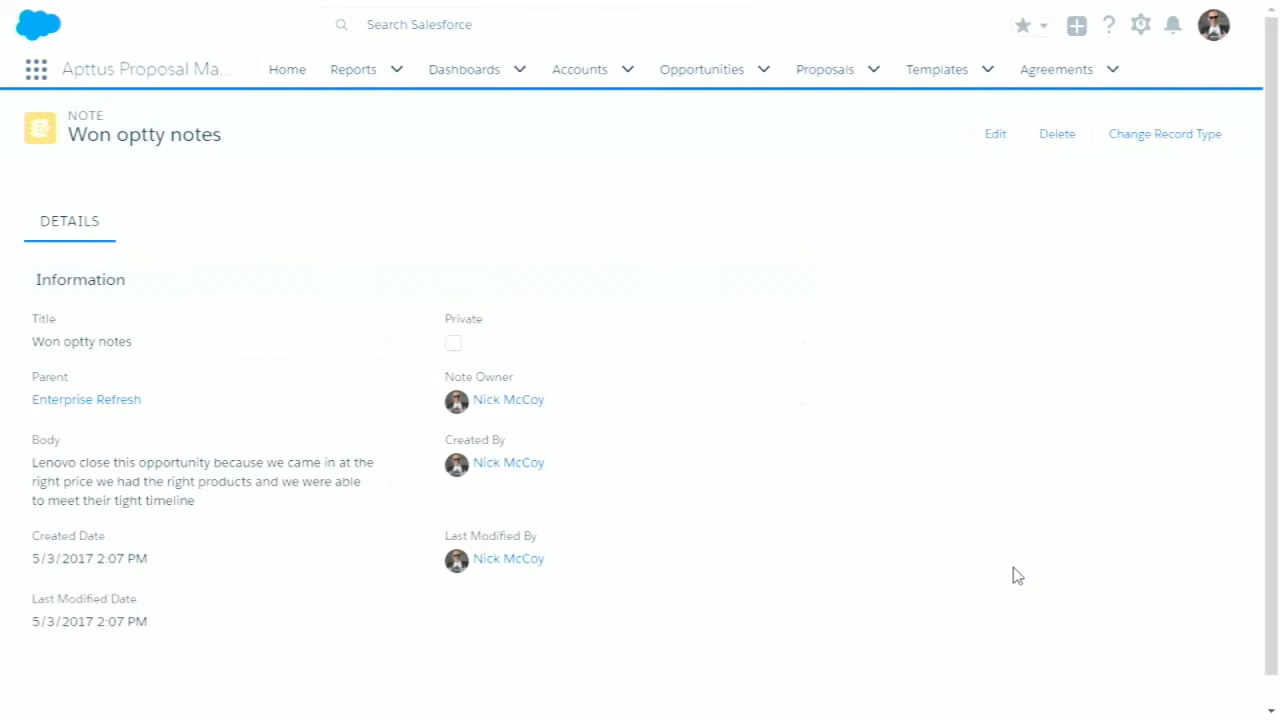 Search Salesforce
Apttus Proposal Ma...
Home
Reports
Dashboards
Accounts
Opportunities
Proposals
Templates
Agreements
NOTE
Won optty notes
Edit
Delete
Change Record Type
DETAILS
Information
Title
Won optty notes
Private
Parent
Enterprise Refresh
Note Owner
Nick McCoy
Body
Lenovo close this opportunity because we came in at the
right price we had the right products and we were able
to meet their tight timeline
Created By
Nick McCoy
Created Date
5/3/2017 2:07 PM
Last Modified By
Nick McCoy
Last Modified Date
5/3/2017 2:07 PM